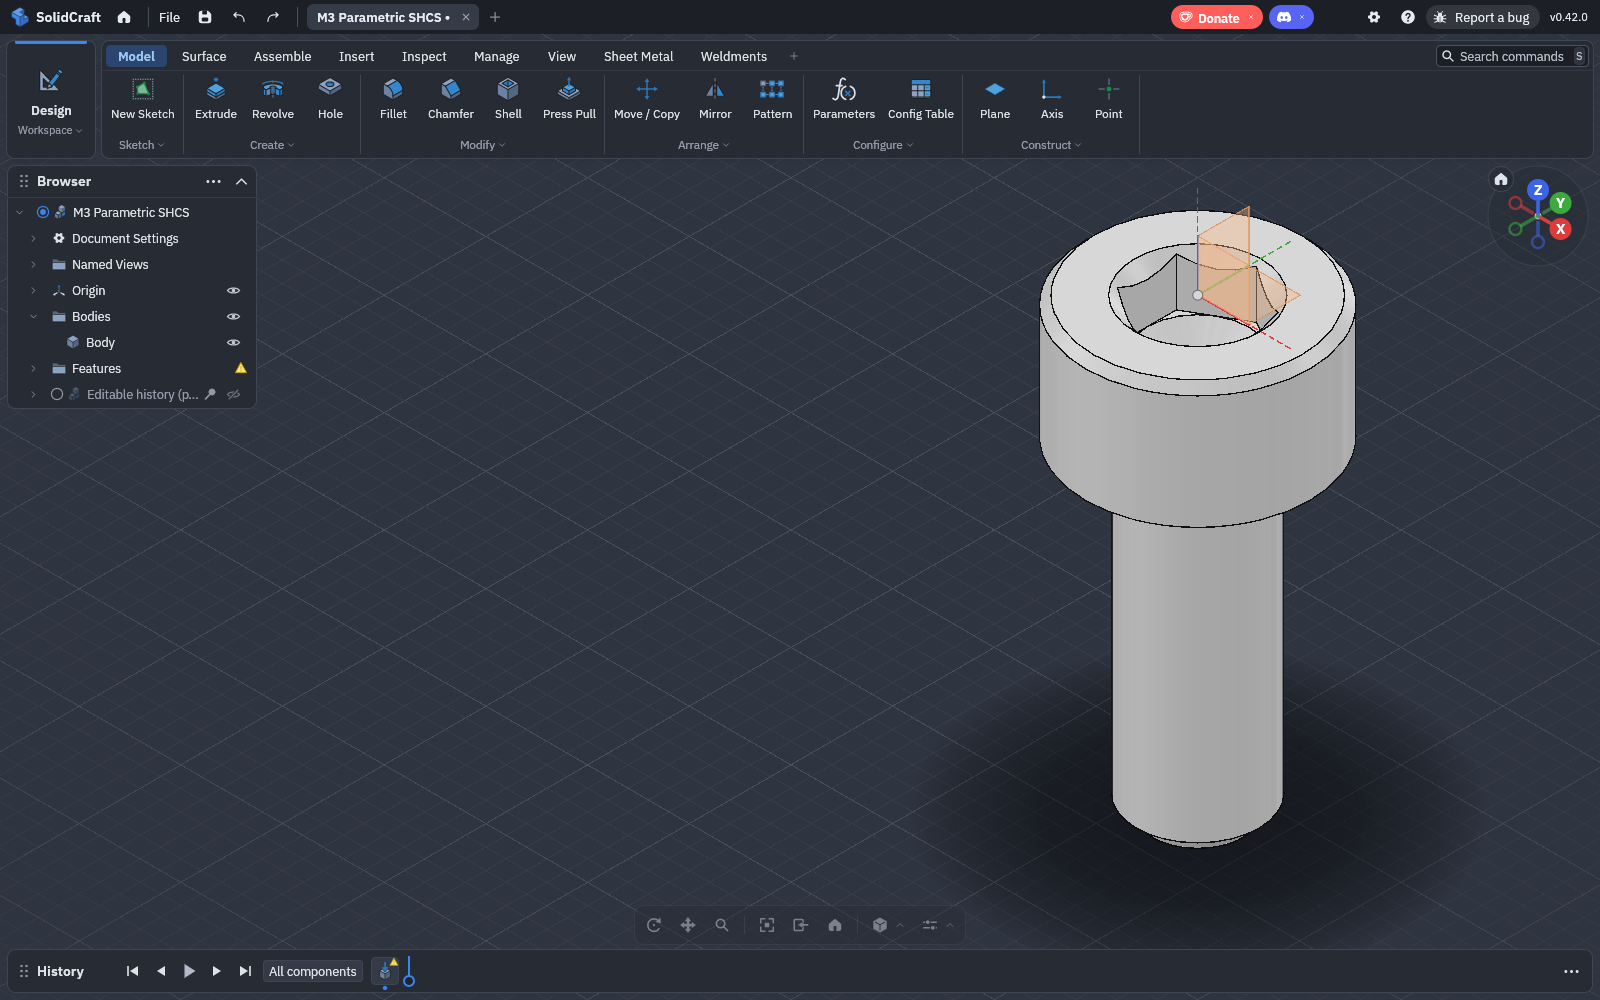 SolidCraft
File
M3 Parametric SHCS •
Donate
Report a bug
v0.42.0
Design
Workspace
Model
Surface
Assemble
Insert
Inspect
Manage
View
Sheet Metal
Weldments
Search commands
S
New Sketch
Extrude
Revolve
Hole
Fillet
Chamfer
Shell
Press Pull
Move / Copy
Mirror
Pattern
Parameters
Config Table
Plane
Axis
Point
Sketch
Create
Modify
Arrange
Configure
Construct
Browser
M3 Parametric SHCS
Document Settings
Named Views
Origin
Bodies
Body
Features
Editable history (p...
Z
Y
X
History
All components